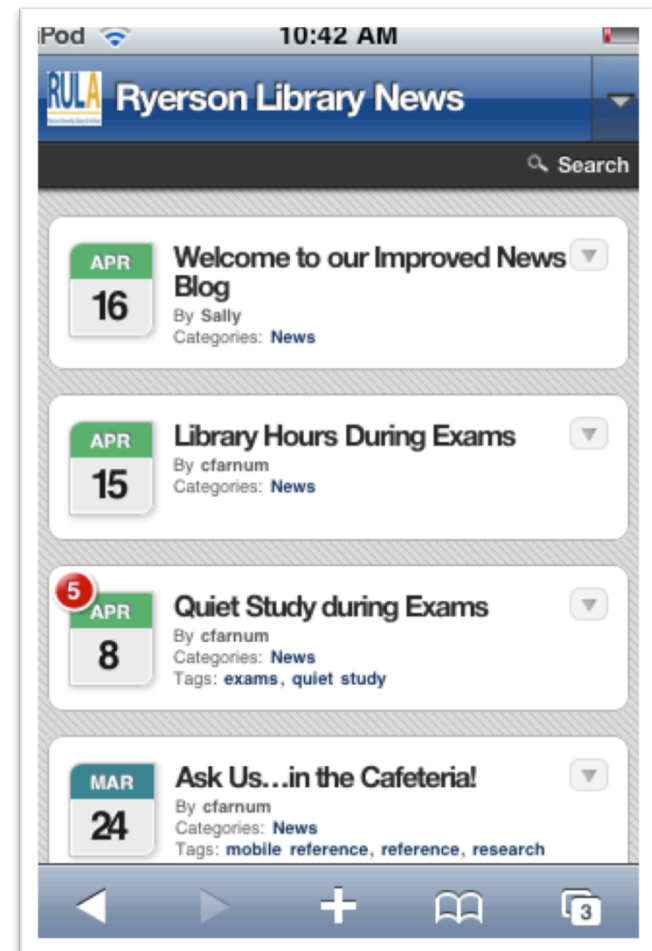 iPod 10:42 AM
RULA Ryerson Library News
Search
APR
16
Welcome to our Improved News
Blog
By Sally
Categories: News
APR
15
Library Hours During Exams
By cfarnum
Categories: News
5
APR
8
Quiet Study during Exams
By cfarnum
Categories: News
Tags: exams, quiet study
MAR
24
Ask Us...in the Cafeteria!
By cfarnum
Categories: News
Tags: mobile reference, reference, research
3